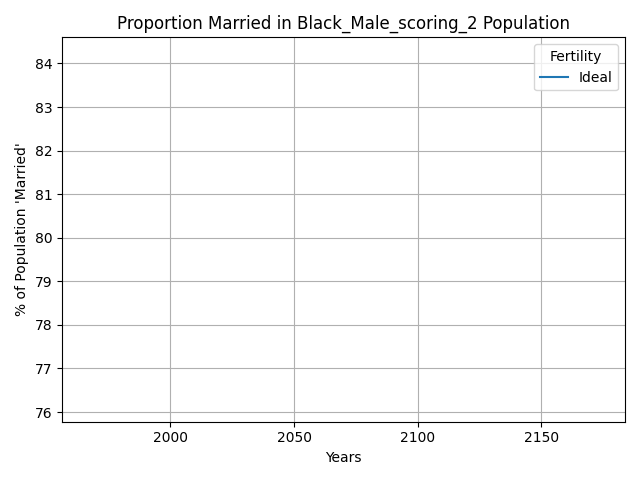 Proportion Married in Black_Male_scoring_2 Population
Fertility
Ideal
84
83
82
81
80
79
78
77
76
% of Population 'Married'
2000
2050
2100
2150
Years